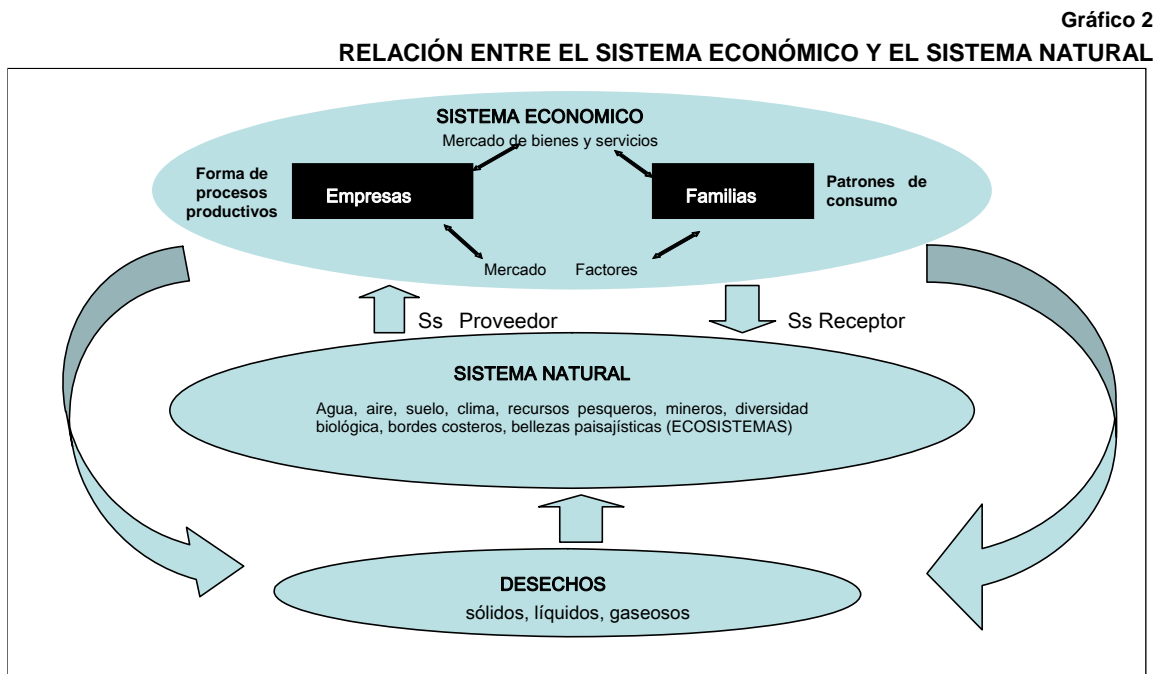 Gráfico 2
RELACIÓN ENTRE EL SISTEMA ECONÓMICO Y EL SISTEMA NATURAL
SISTEMA ECONOMICO
Mercado de bienes y servicios
Forma de
procesos
productivos
Empresas
Familias
Patrones de
consumo
Mercado Factores
Ss Proveedor
Ss Receptor
SISTEMA NATURAL
Agua, aire, suelo, clima, recursos pesqueros, mineros, diversidad
biológica, bordes costeros, bellezas paisajísticas (ECOSISTEMAS)
DESECHOS
sólidos, líquidos, gaseosos